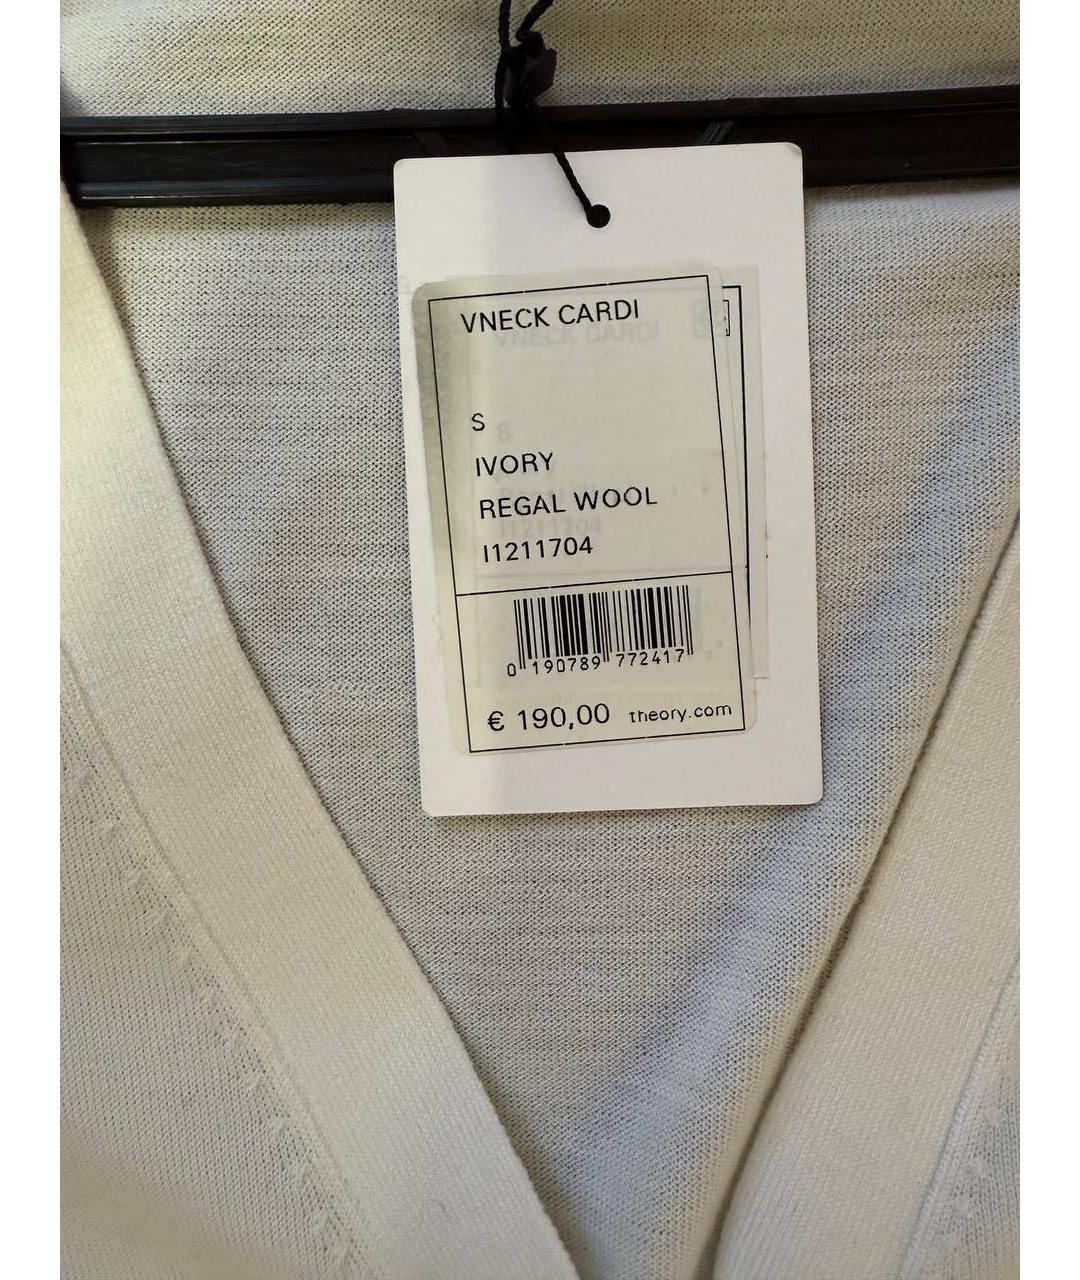 VNECK CARDI
S
IVORY
REGAL WOOL
I1211704
0 190789 772417
€ 190,00 theory.com